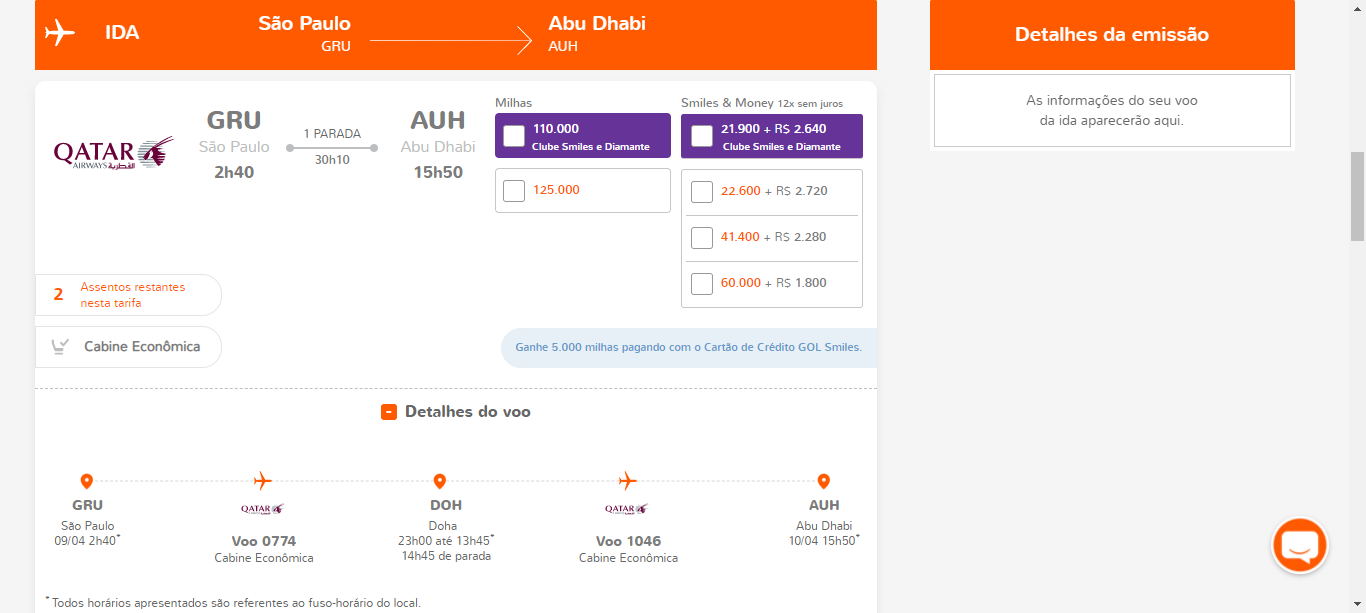 IDA
São Paulo
GRU
Abu Dhabi
AUH
Detalhes da emissão
As informações do seu voo
da ida aparecerão aqui.
QATAR
AIRWAYS القطرية
GRU
São Paulo
2h40
1 PARADA
30h10
AUH
Abu Dhabi
15h50
Milhas
110.000
Clube Smiles e Diamante
125.000
Smiles & Money 12x sem juros
21.900 + R$ 2.640
Clube Smiles e Diamante
22.600 + R$ 2.720
41.400 + R$ 2.280
60.000 + R$ 1.800
2 Assentos restantes
nesta tarifa
Cabine Econômica
Ganhe 5.000 milhas pagando com o Cartão de Crédito GOL Smiles.
- Detalhes do voo
GRU
São Paulo
09/04 2h40*
QATAR
Voo 0774
Cabine Econômica
DOH
Doha
23h00 até 13h45*
14h45 de parada
QATAR
Voo 1046
Cabine Econômica
AUH
Abu Dhabi
10/04 15h50*
* Todos horários apresentados são referentes ao fuso-horário do local.